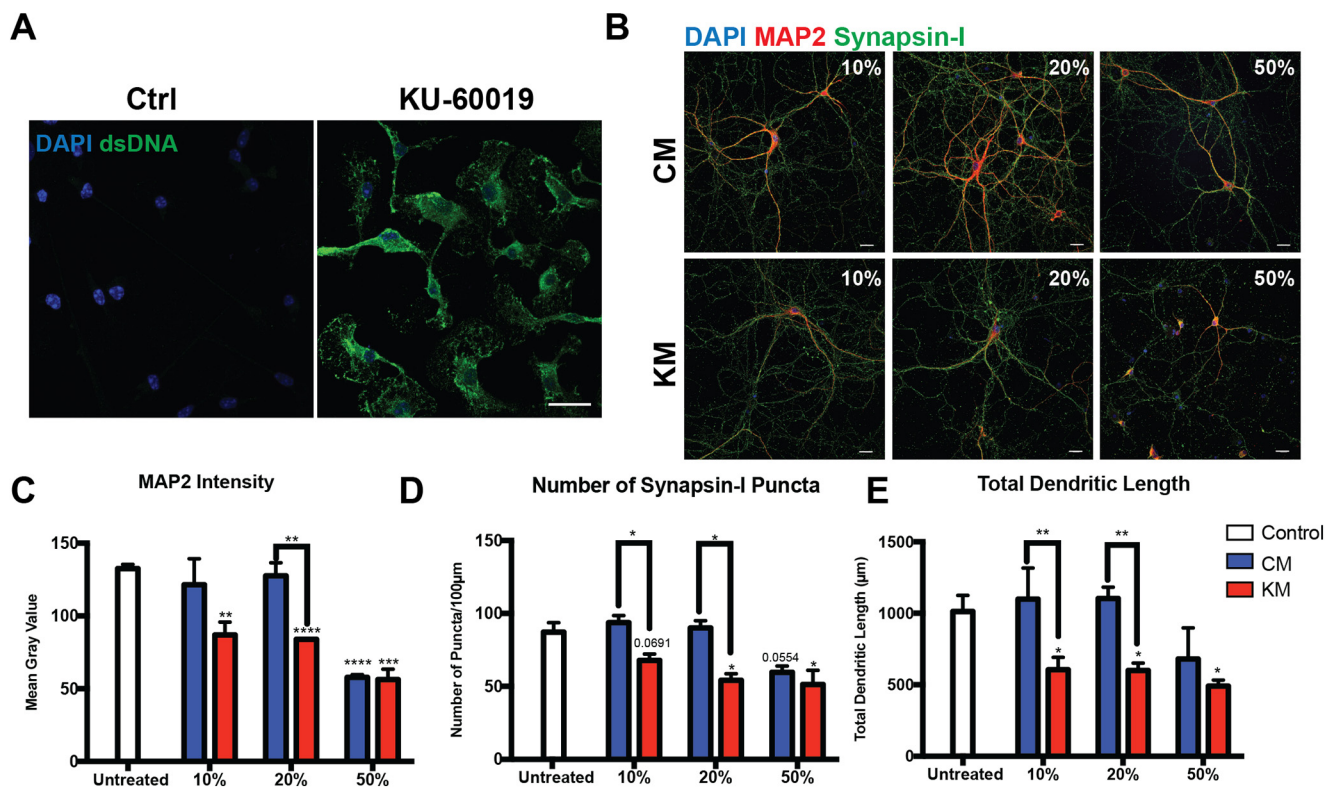 A
Ctrl KU-60019
DAPI dsDNA
B
DAPI MAP2 Synapsin-I
CM
10% 20% 50%
KM
10% 20% 50%
C
MAP2 Intensity
Mean Gray Value
150
100
50
0
**
****
**
****
***
Untreated 10% 20% 50%
D
Number of Synapsin-I Puncta
Number of Puncta/100µm
150
100
50
0
*
0.0691
*
*
0.0554
*
Untreated 10% 20% 50%
E
Total Dendritic Length
Total Dendritic Length (µm)
1500
1000
500
0
**
*
**
*
*
Untreated 10% 20% 50%
Control
CM
KM